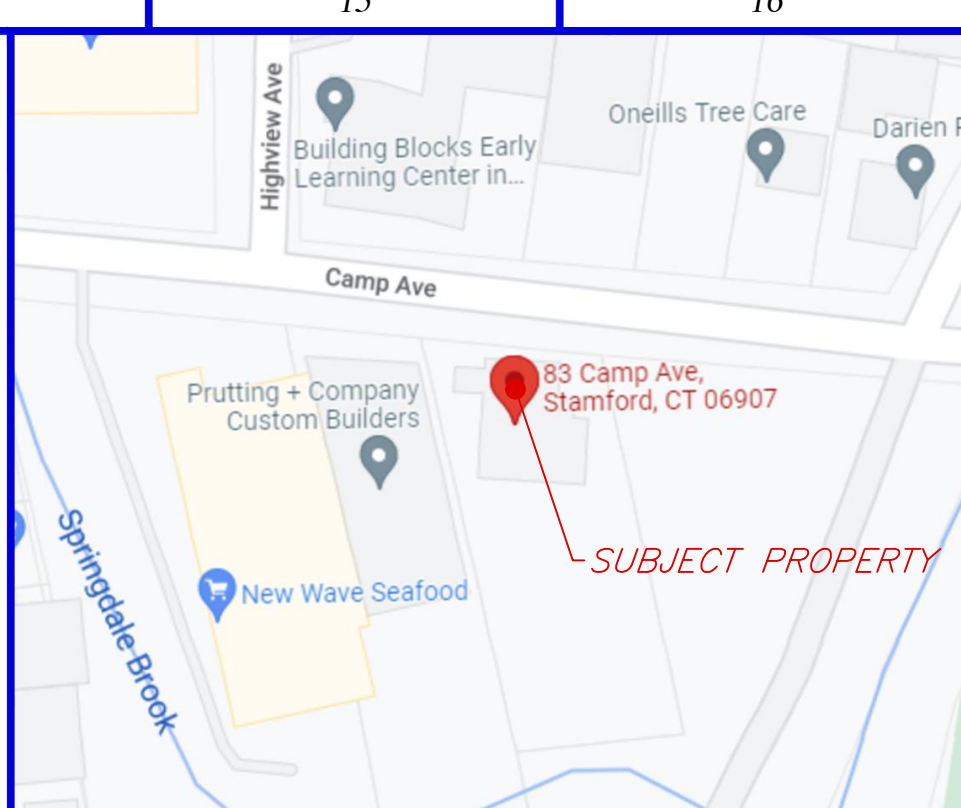 15
16
Highview Ave
Building Blocks Early
Learning Center in...
Oneills Tree Care
Darien
Camp Ave
83 Camp Ave,
Stamford, CT 06907
Prutting + Company
Custom Builders
SUBJECT PROPERTY
Springdale Brook
New Wave Seafood